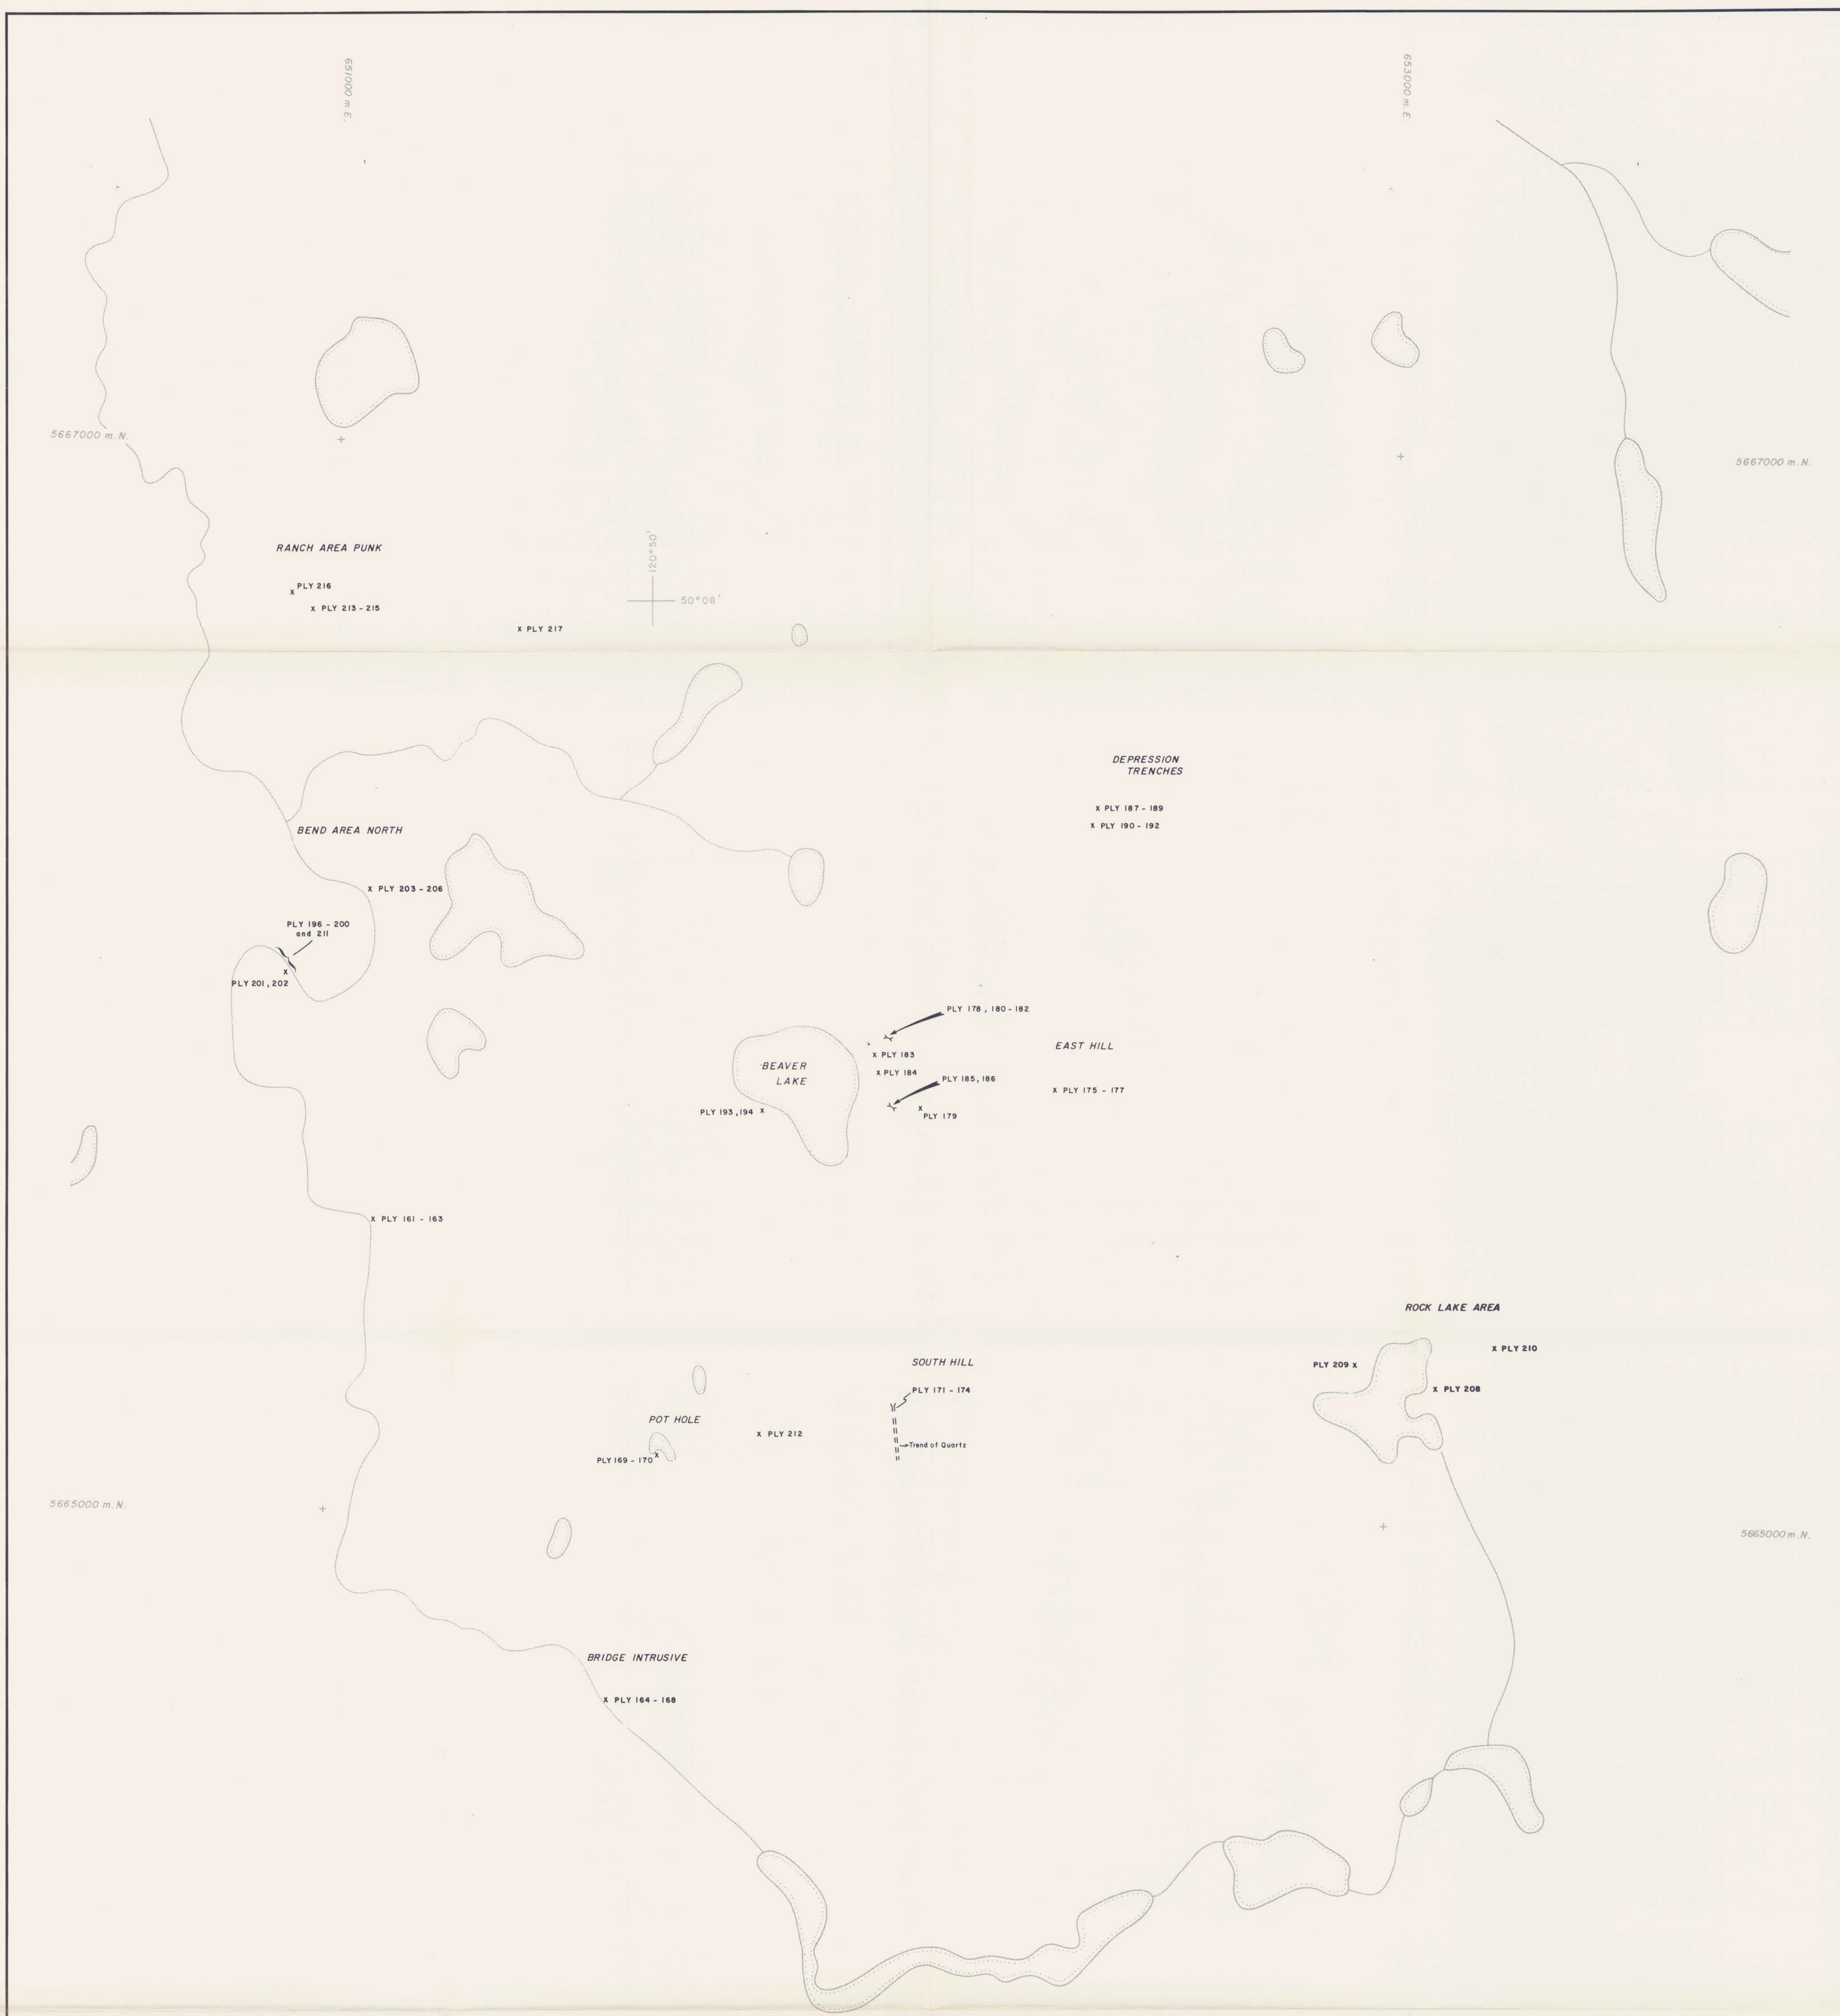 651000 m.E.
653000 m.E.
5667000 m.N.
5667000 m.N.
RANCH AREA PUNK
120°50'
PLY 216
50°08'
X PLY 213 - 215
X PLY 217
DEPRESSION
TRENCHES
X PLY 187 - 189
X PLY 190 - 192
BEND AREA NORTH
X PLY 203 - 206
PLY 196 - 200
and 211
X
PLY 201, 202
PLY 178, 180 - 182
EAST HILL
X PLY 183
BEAVER
LAKE
X PLY 184
PLY 185, 186
X PLY 175 - 177
PLY 193, 194 X
X
PLY 179
X PLY 161 - 163
ROCK LAKE AREA
X PLY 210
SOUTH HILL
PLY 209 X
X PLY 208
PLY 171 - 174
POT HOLE
X PLY 212
Trend of Quartz
PLY 169 - 170 X
5665000 m.N.
5665000 m.N.
BRIDGE INTRUSIVE
X PLY 164 - 168